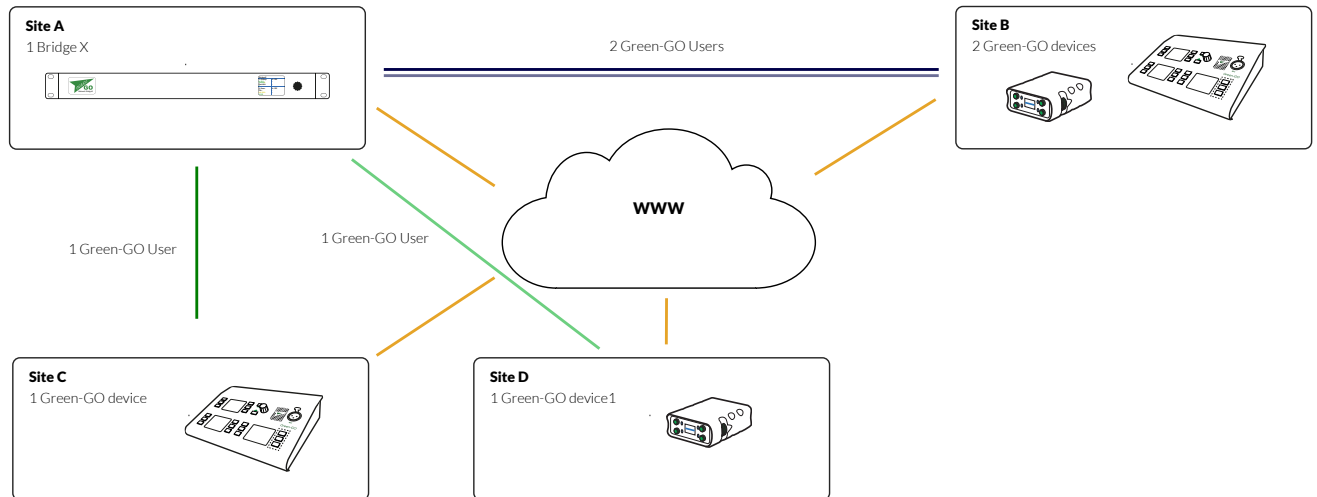 Site A
1 Bridge X
GO
2 Green-GO Users
Site B
2 Green-GO devices
WWW
1 Green-GO User
1 Green-GO User
Site C
1 Green-GO device
Site D
1 Green-GO device1